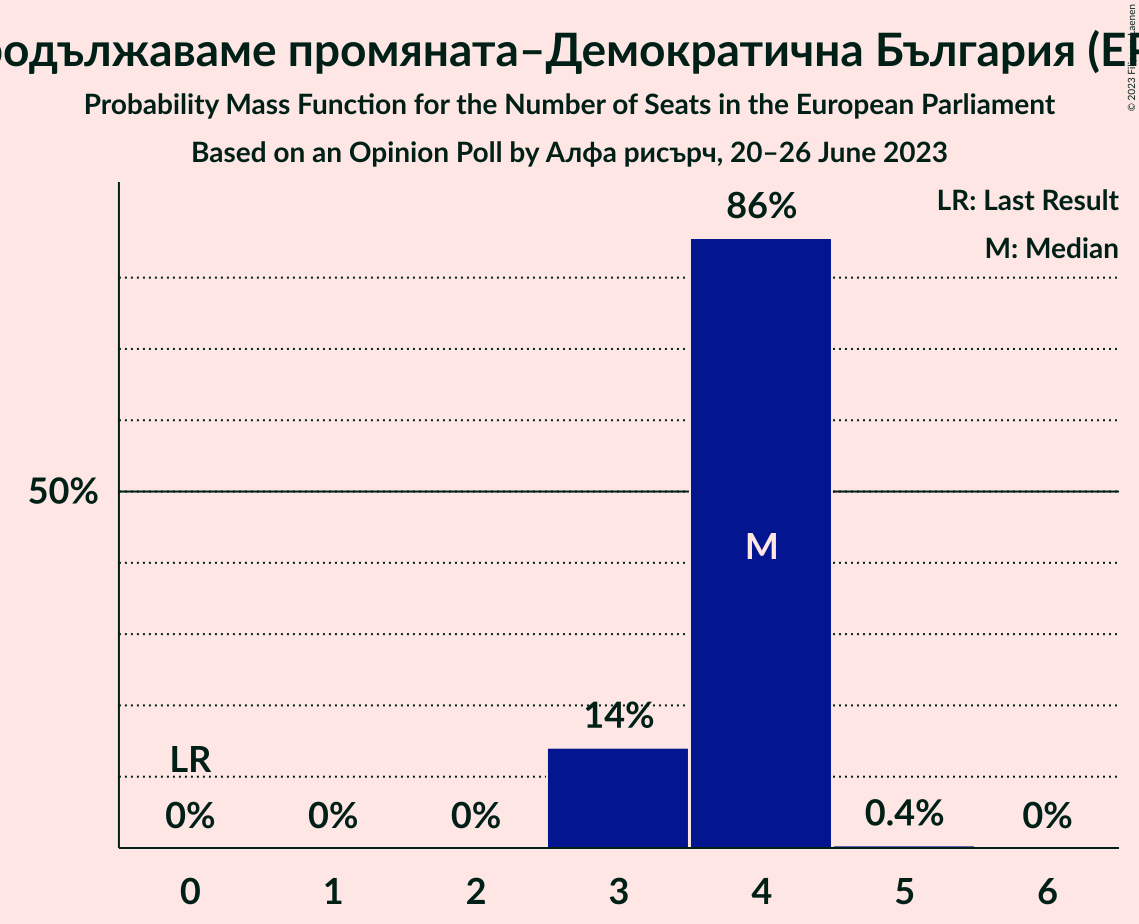 одължаваме промяната–Демократична България (
Probability Mass Function for the Number of Seats in the European Parliament
Based on an Opinion Poll by Алфа рисърч, 20–26 June 2023
LR: Last Result
M: Median
86%
50%
M
14%
LR
0%
0%
0%
0.4%
0%
0
1
2
3
4
5
6
© 2023